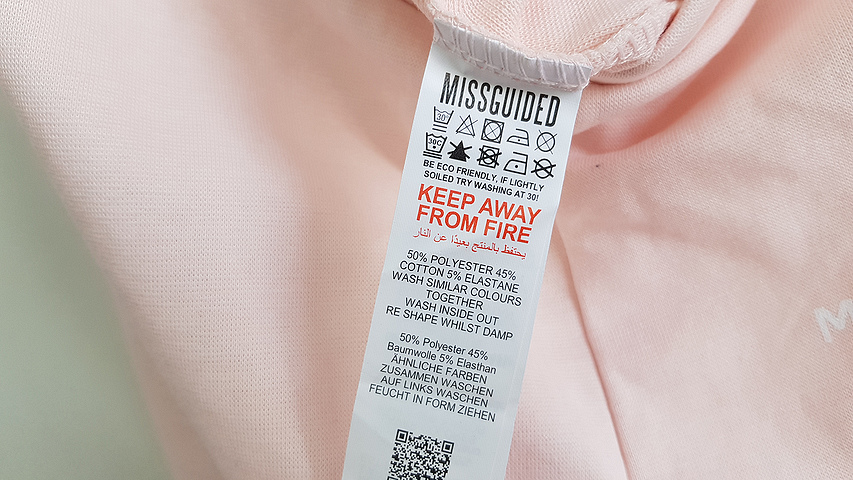 MISSGUIDED
30°
30C
BE ECO FRIENDLY, IF LIGHTLY
SOILED TRY WASHING AT 30!
KEEP AWAY
FROM FIRE
يحتفظ بالمنتج بعيدًا عن النار
50% POLYESTER 45%
COTTON 5% ELASTANE
WASH SIMILAR COLOURS
TOGETHER
WASH INSIDE OUT
RE SHAPE WHILST DAMP
50% Polyester 45%
Baumwolle 5% Elasthan
ÄHNLICHE FARBEN
ZUSAMMEN WASCHEN
AUF LINKS WASCHEN
FEUCHT IN FORM ZIEHEN
M